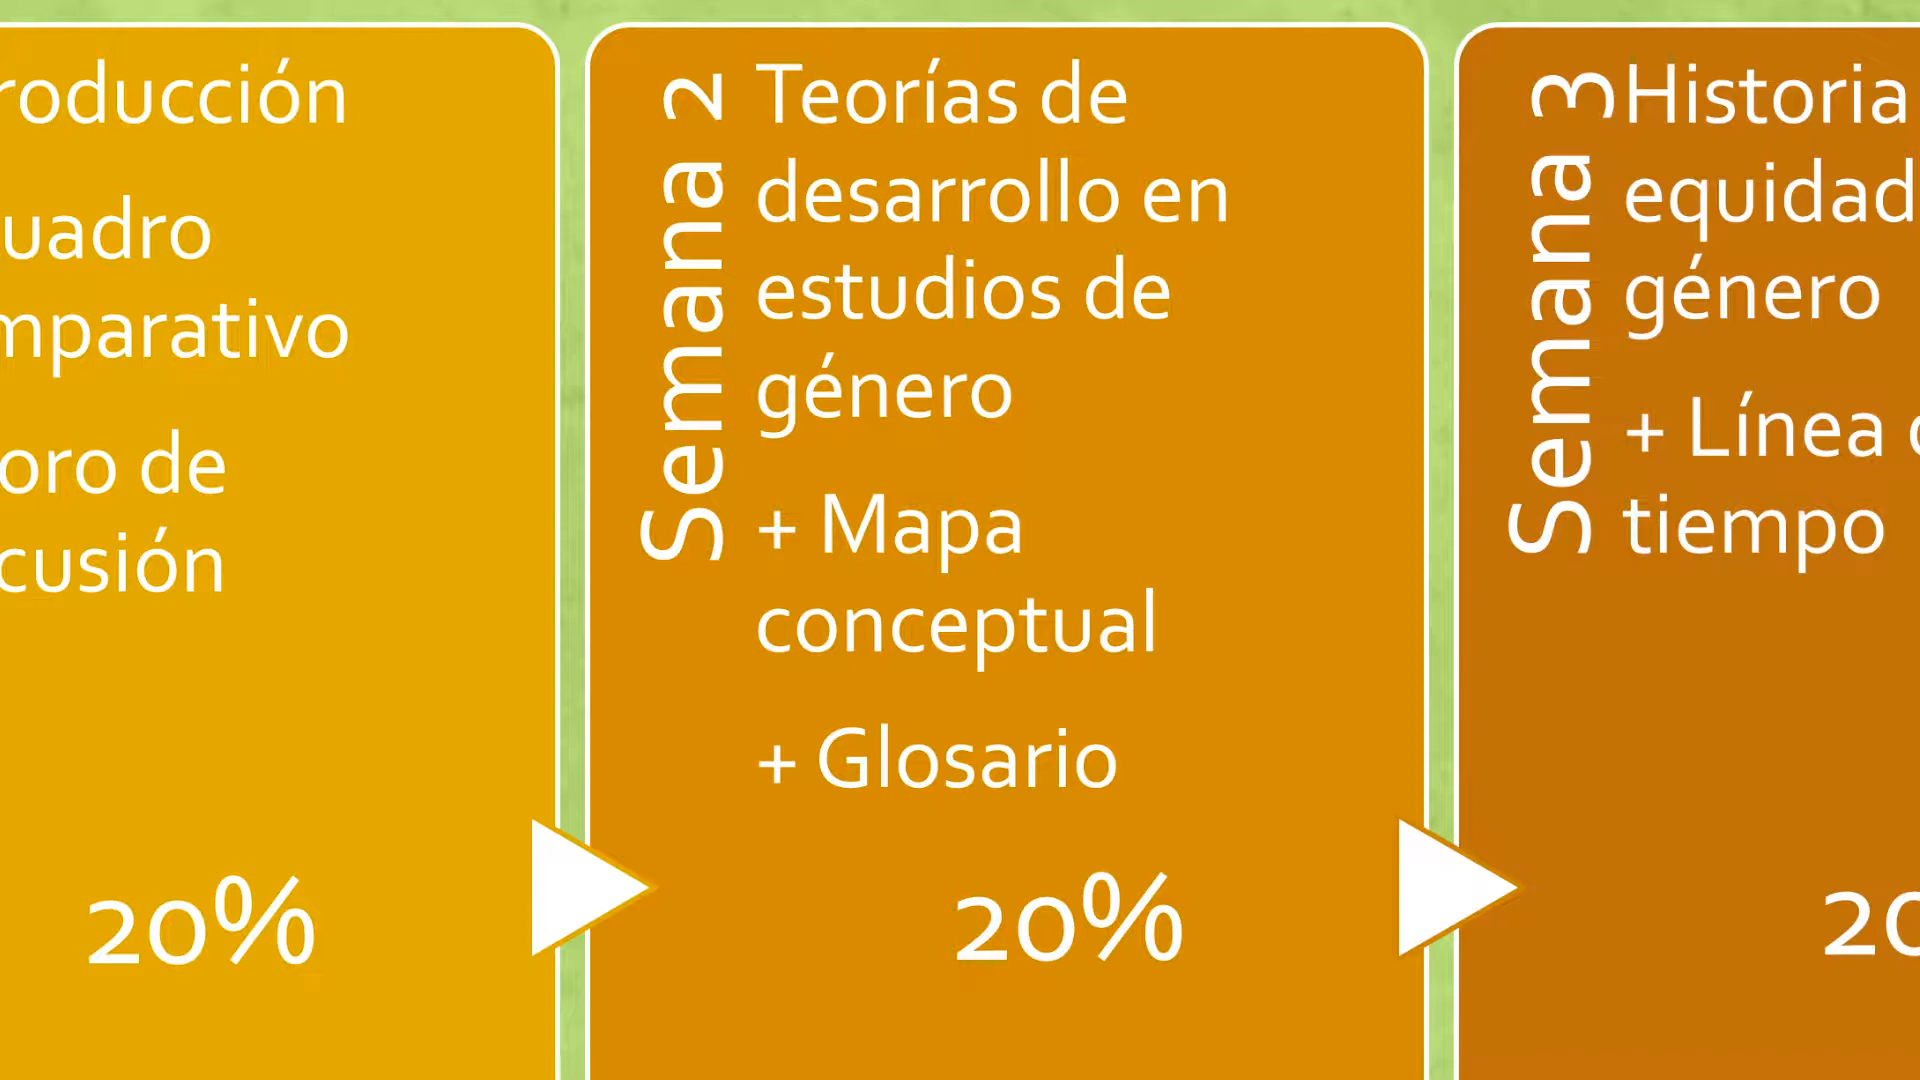 roducción
uadro
mparativo
oro de
cusión
20%
Semana 2
Teorías de
desarrollo en
estudios de
género
+ Mapa
conceptual
+ Glosario
20%
Semana 3
Historia
equidad
género
+ Línea
tiempo
20